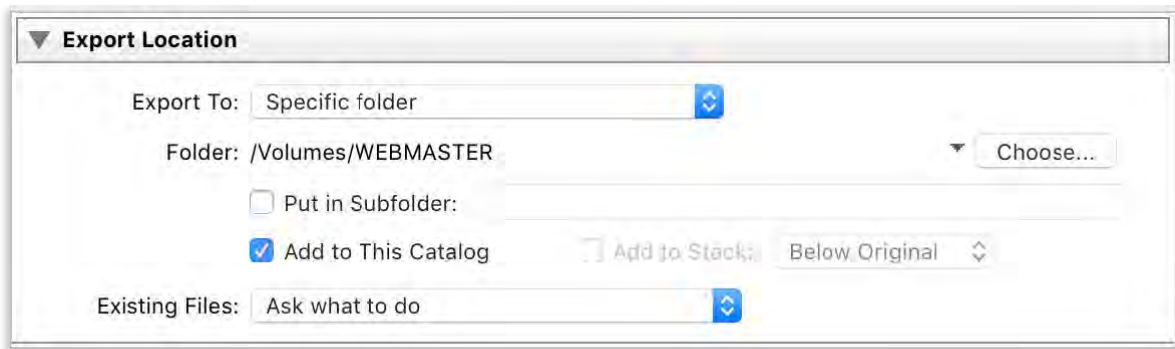 Export Location
Export To: Specific folder
Folder: /Volumes/WEBMASTER Choose...
Put in Subfolder:
Add to This Catalog Add to Stack: Below Original
Existing Files: Ask what to do